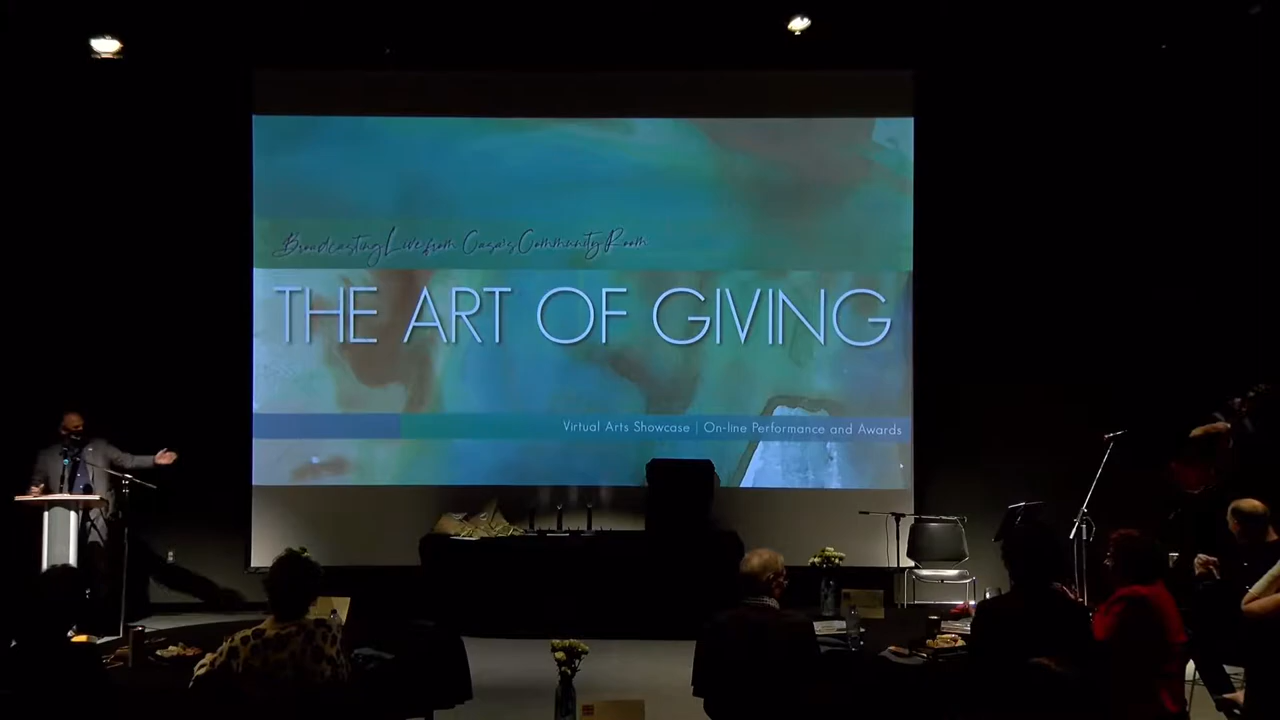 Broadcasting Live from Casa's Community Room
THE ART OF GIVING
Virtual Arts Showcase | On-line Performance and Awards